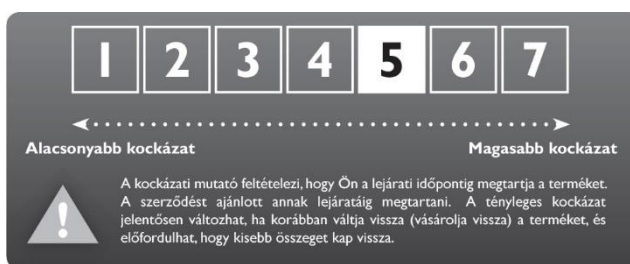 1 2 3 4 5 6 7
Alacsonyabb kockázat Magasabb kockázat
A kockázati mutató feltételezi, hogy Ön a lejárati időpontig megtartja a terméket.
A szerződést ajánlott annak lejáratáig megtartani. A tényleges kockázat
jelentősen változhat, ha korábban váltja vissza (vásárolja vissza) a terméket, és
előfordulhat, hogy kisebb összeget kap vissza.